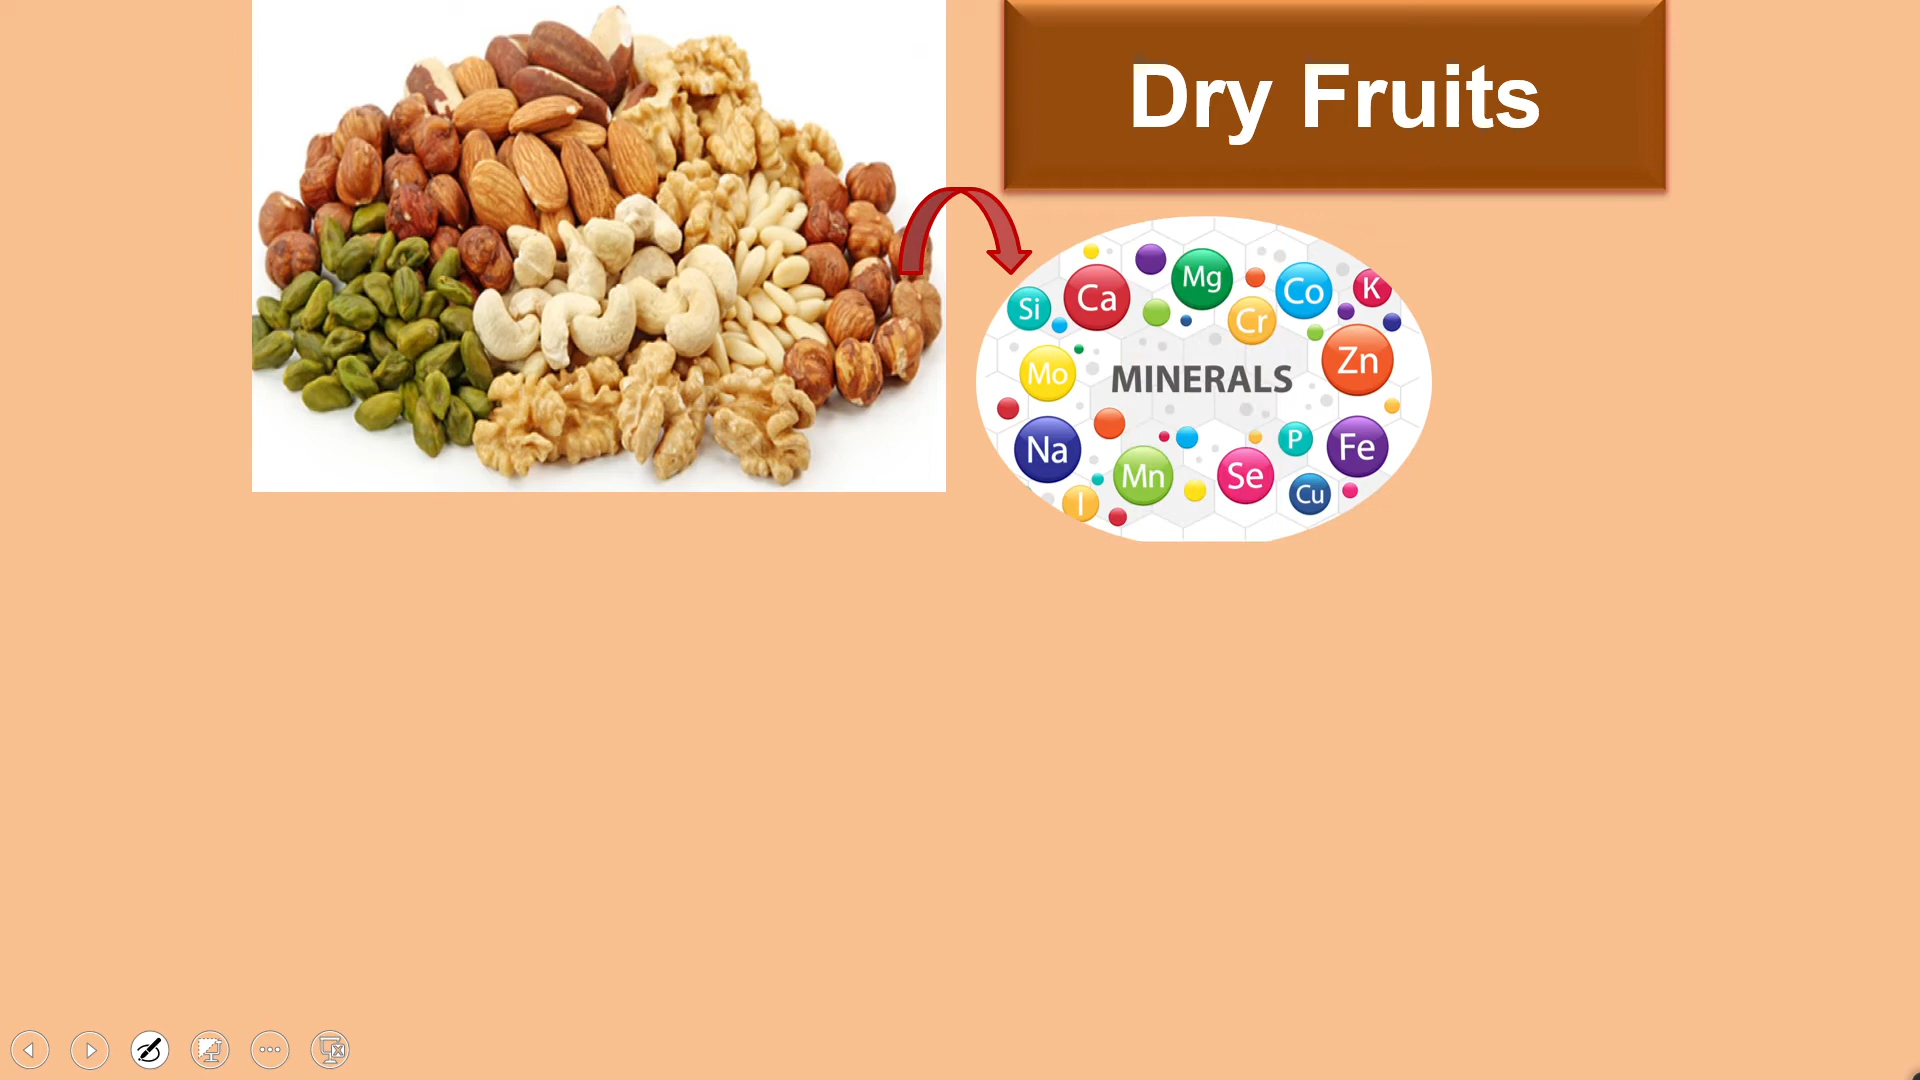 Dry Fruits
Mg
Si Ca Co K
Cr
Mo MINERALS Zn
Na P Fe
Mn Se
I Cu